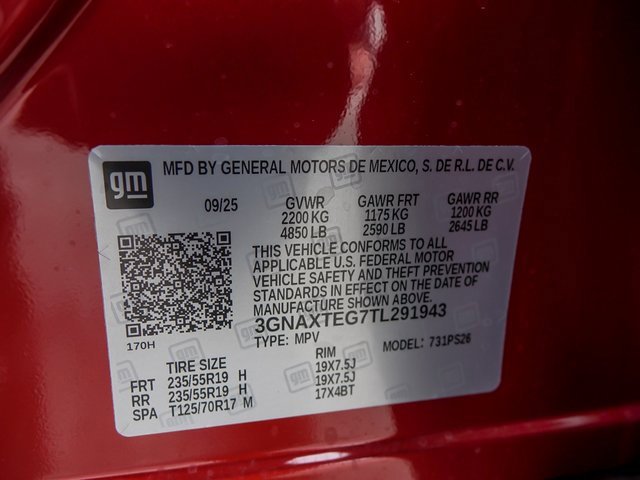 gm
MFD BY GENERAL MOTORS DE MEXICO, S. DE R.L. DE C.V.
09/25 GVWR GAWR FRT GAWR RR
2200 KG 1175 KG 1200 KG
4850 LB 2590 LB 2645 LB
THIS VEHICLE CONFORMS TO ALL
APPLICABLE U.S. FEDERAL MOTOR
VEHICLE SAFETY AND THEFT PREVENTION
STANDARDS IN EFFECT ON THE DATE OF
MANUFACTURE SHOWN ABOVE.
170H
3GNAXTEG7TL291943
TYPE: MPV MODEL: 731PS26
TIRE SIZE RIM
FRT 235/55R19 H 19X7.5J
RR 235/55R19 H 19X7.5J
SPA T125/70R17 M 17X4BT